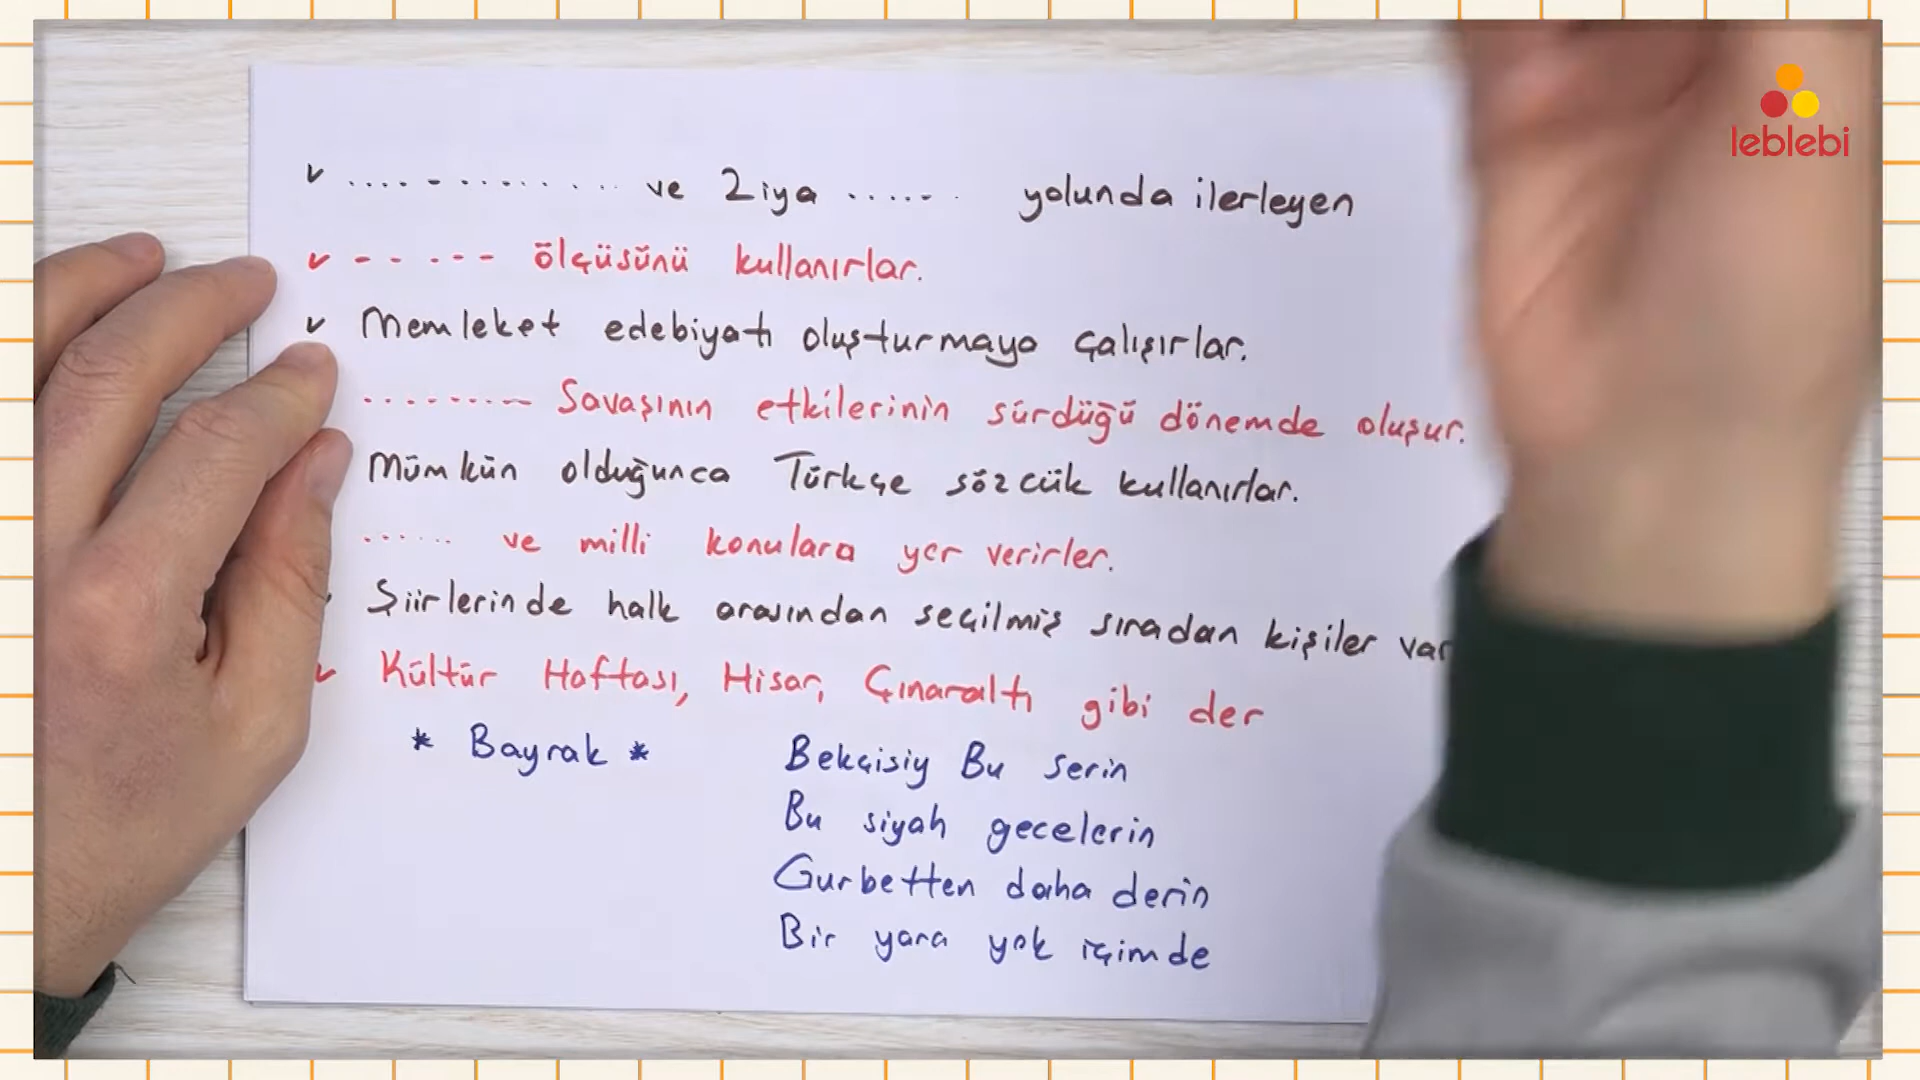 leblebi
✓ .............. ve Ziya ...... yolunda ilerleyen
✓ - - - - - ölçüsünü kullanırlar.
✓ Memleket edebiyatı oluşturmaya çalışırlar.
.......... Savaşının etkilerinin sürdüğü dönemde oluşur.
Mümkün olduğunca Türkçe sözcük kullanırlar.
...... ve milli konulara yer verirler.
Şiirlerinde halk arasından seçilmiş sıradan kişiler var
✓ Kültür Haftası, Hisar, Çınaraltı gibi der
* Bayrak *
Bekçisiy Bu serin
Bu siyah gecelerin
Gurbetten daha derin
Bir yara yok içimde